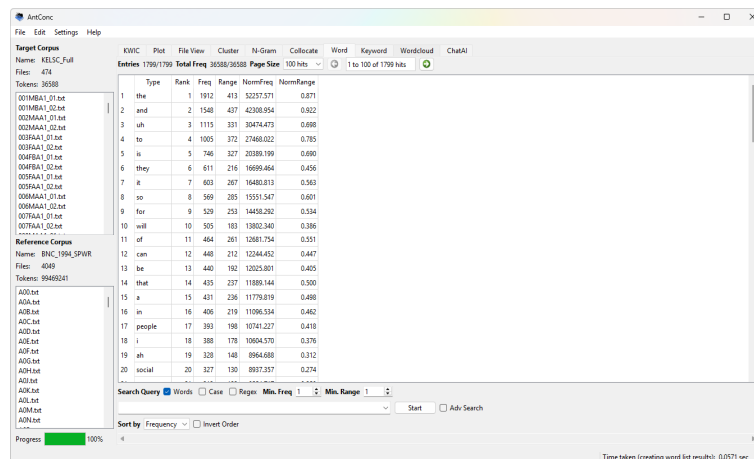 AntConc
File Edit Settings Help
Target Corpus
Name: KELSC_Full
Files: 474
Tokens: 36588
001MBA1_01.txt
001MBA1_02.txt
002MAA1_01.txt
002MAA1_02.txt
003FAA1_01.txt
003FAA1_02.txt
004FBA1_01.txt
004FBA1_02.txt
005FAA1_01.txt
005FAA1_02.txt
006MAA1_01.txt
006MAA1_02.txt
007FAA1_01.txt
007FAA1_02.txt
Reference Corpus
Name: BNC_1994_SPWR
Files: 4049
Tokens: 99469241
A00.txt
A0A.txt
A0B.txt
A0C.txt
A0D.txt
A0E.txt
A0F.txt
A0G.txt
A0H.txt
A0J.txt
A0K.txt
A0L.txt
A0M.txt
A0N.txt
Progress 100%
KWIC Plot File View Cluster N-Gram Collocate Word Keyword Wordcloud ChatAI
Entries 1799/1799 Total Freq 36588/36588 Page Size 100 hits 1 to 100 of 1799 hits
Type Rank Freq Range NormFreq NormRange
1 the 1 1912 413 52257.571 0.871
2 and 2 1548 437 42308.954 0.922
3 uh 3 1115 331 30474.473 0.698
4 to 4 1005 372 27468.022 0.785
5 is 5 746 327 20389.199 0.690
6 they 6 611 216 16699.464 0.456
7 it 7 603 267 16480.813 0.563
8 so 8 569 285 15551.547 0.601
9 for 9 529 253 14458.292 0.534
10 will 10 505 183 13802.340 0.386
11 of 11 464 261 12681.754 0.551
12 can 12 448 212 12244.452 0.447
13 be 13 440 192 12025.801 0.405
14 that 14 435 237 11889.144 0.500
15 a 15 431 236 11779.819 0.498
16 in 16 406 219 11096.534 0.462
17 people 17 393 198 10741.227 0.418
18 i 18 388 178 10604.570 0.376
19 ah 19 328 148 8964.688 0.312
20 social 20 327 130 8937.357 0.274
Search Query Words Case Regex Min. Freq 1 Min. Range 1
Start Adv Search
Sort by Frequency Invert Order
Time taken (creating word list results): 0.0571 sec